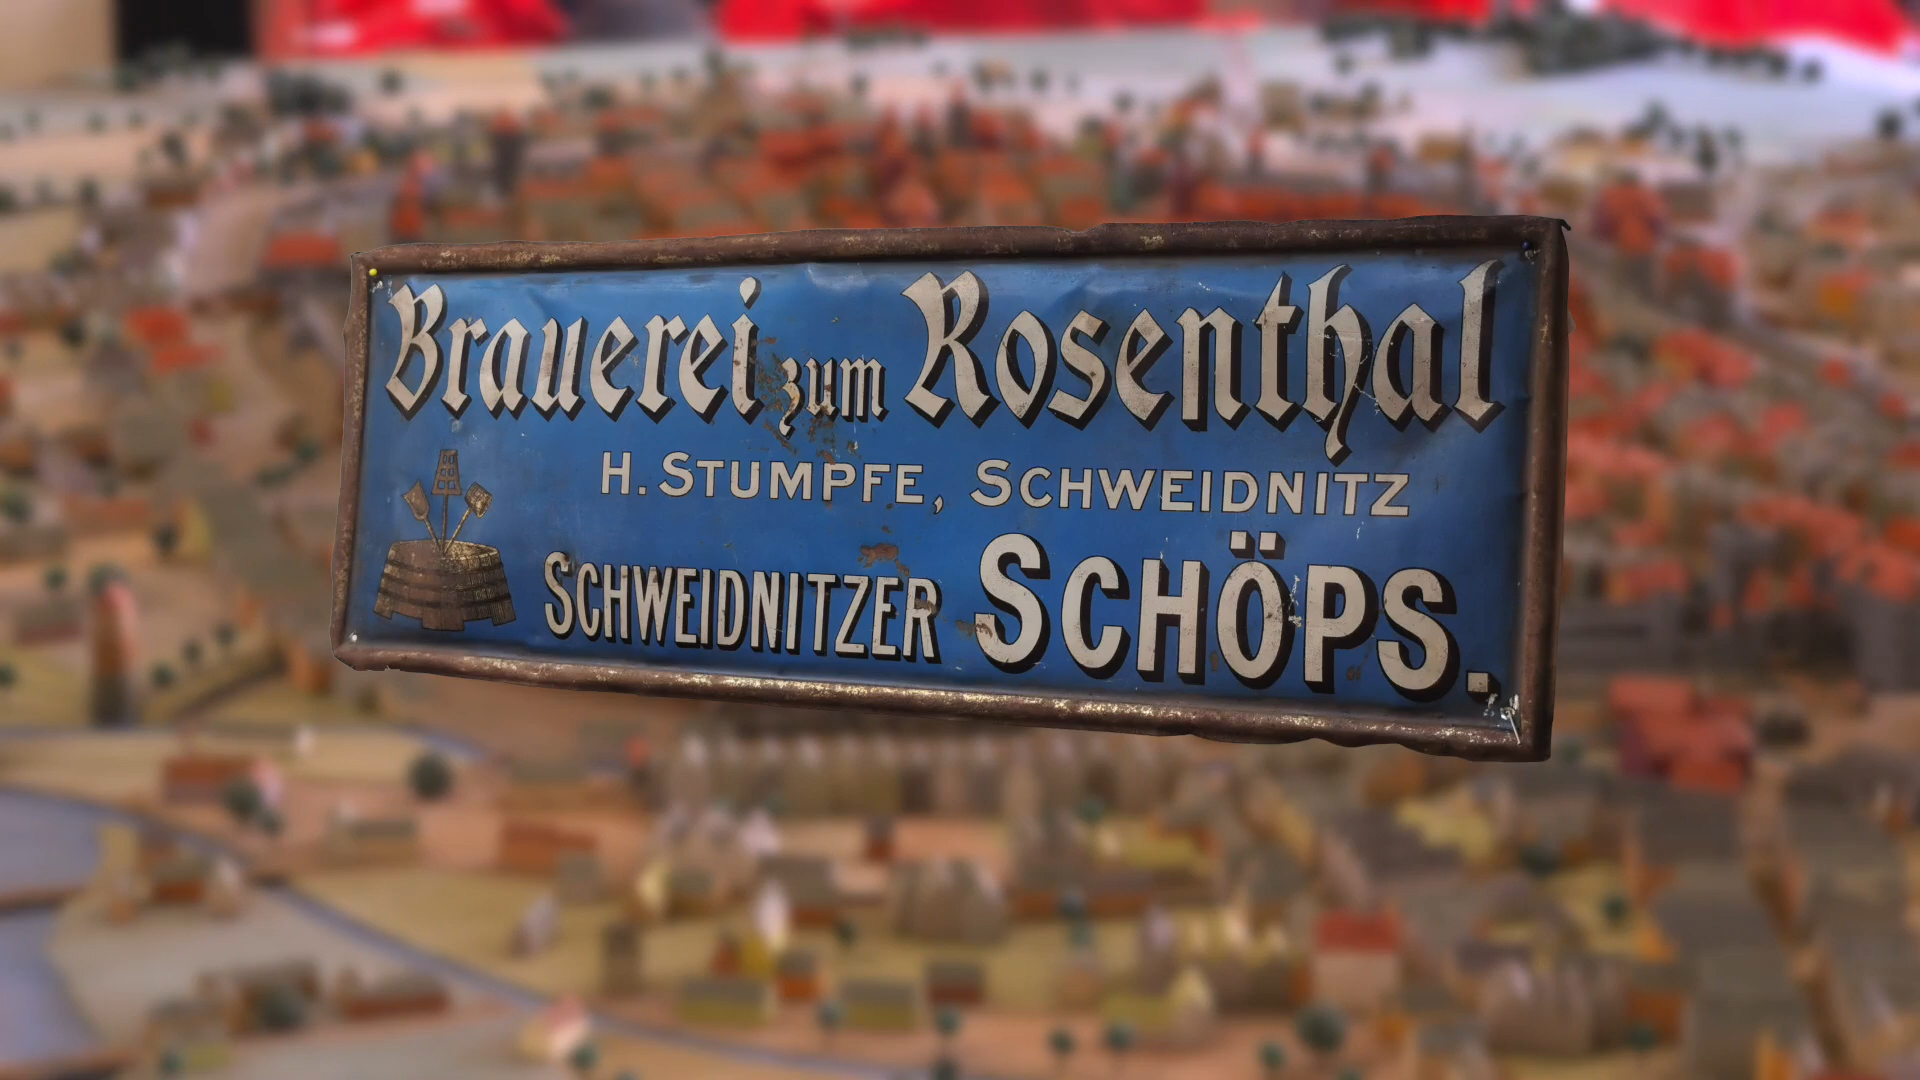 Brauerei zum Rosenthal
H. STUMPFE, SCHWEIDNITZ
SCHWEIDNITZER SCHÖPS.